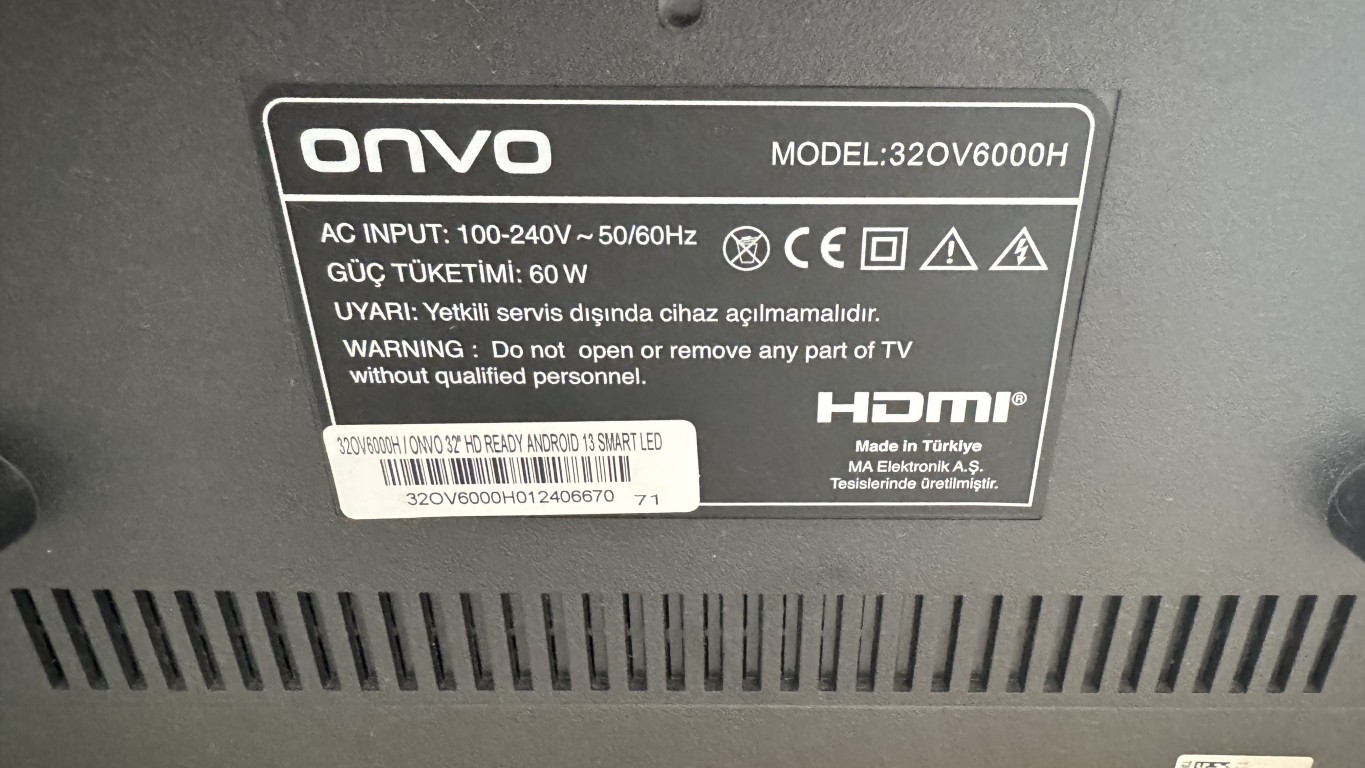 ONVO
MODEL:32OV6000H
AC INPUT: 100-240V ~ 50/60Hz
GÜÇ TÜKETİMİ: 60 W
UYARI: Yetkili servis dışında cihaz açılmamalıdır.
WARNING : Do not open or remove any part of TV
without qualified personnel.
HDMI®
Made in Türkiye
MA Elektronik A.Ş.
Tesislerinde üretilmiştir.
32OV6000H / ONVO 32" HD READY ANDROID 13 SMART LED
32OV6000H012406670 71